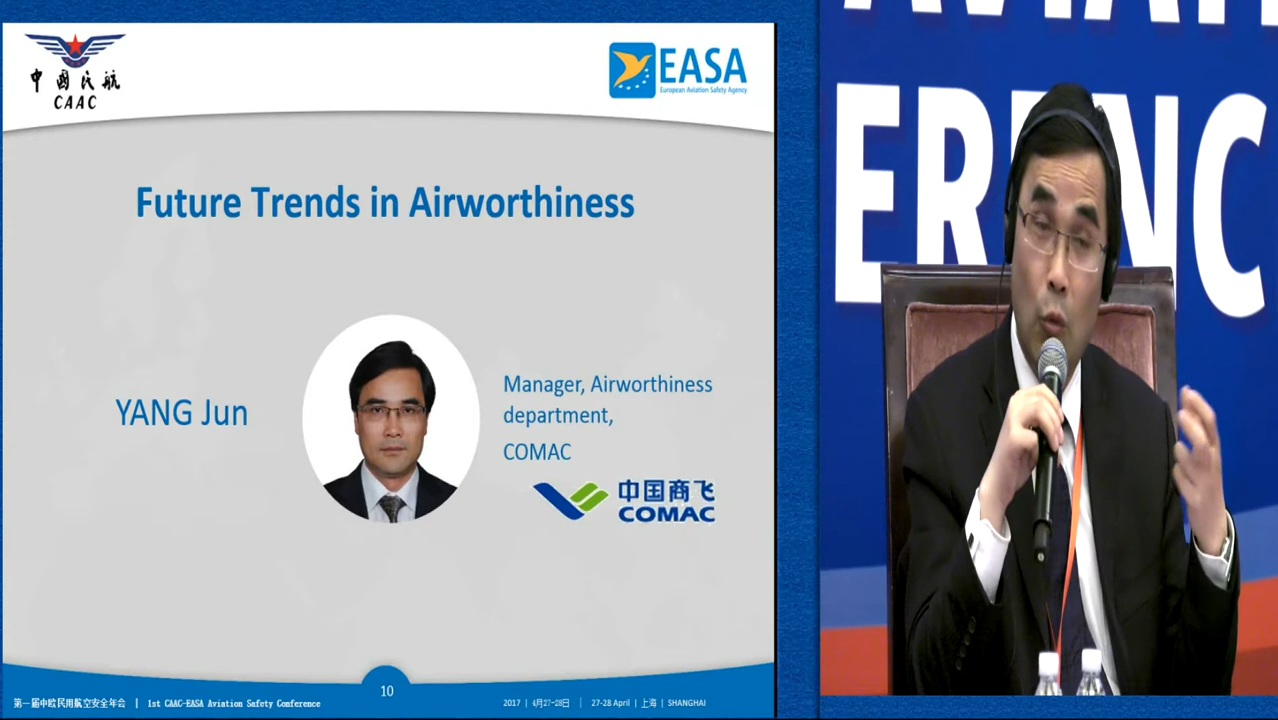 中國民航
CAAC
EASA
European Aviation Safety Agency
Future Trends in Airworthiness
YANG Jun
Manager, Airworthiness
department,
COMAC
中国商飞
COMAC
10
第一届中欧民用航空安全年会 | 1st CAAC-EASA Aviation Safety Conference
2017 | 4月27-28日 | 27-28 April | 上海 | SHANGHAI
AVIAT
ERENC